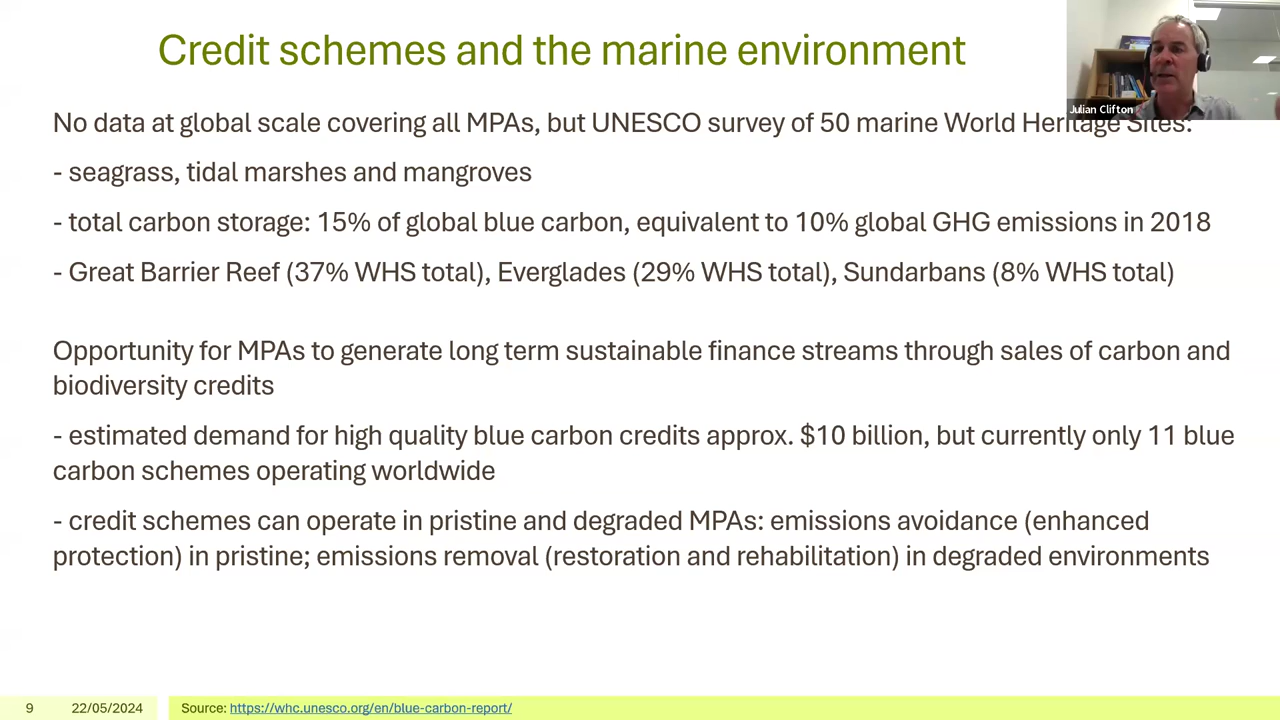 Credit schemes and the marine environment
Julian Clifton
No data at global scale covering all MPAs, but UNESCO survey of 50 marine World Heritage Sites:
- seagrass, tidal marshes and mangroves
- total carbon storage: 15% of global blue carbon, equivalent to 10% global GHG emissions in 2018
- Great Barrier Reef (37% WHS total), Everglades (29% WHS total), Sundarbans (8% WHS total)
Opportunity for MPAs to generate long term sustainable finance streams through sales of carbon and
biodiversity credits
- estimated demand for high quality blue carbon credits approx. $10 billion, but currently only 11 blue
carbon schemes operating worldwide
- credit schemes can operate in pristine and degraded MPAs: emissions avoidance (enhanced
protection) in pristine; emissions removal (restoration and rehabilitation) in degraded environments
9 22/05/2024 Source: https://whc.unesco.org/en/blue-carbon-report/